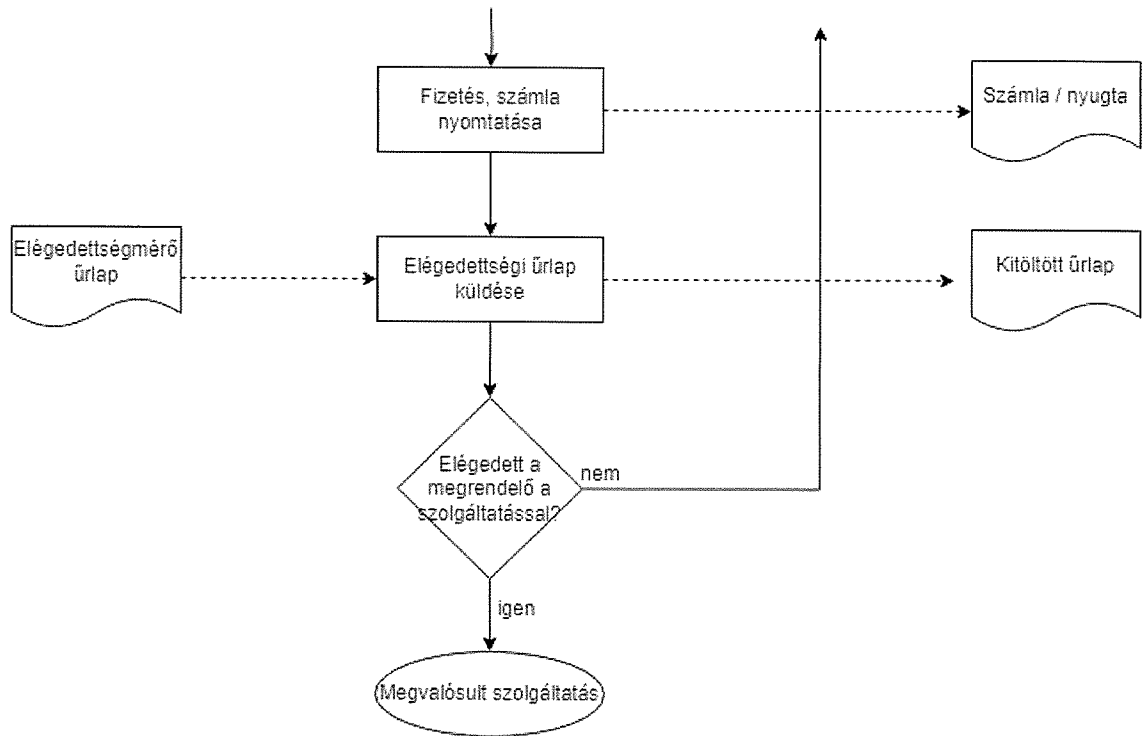 Fizetés, számla
nyomtatása
Számla / nyugta
Elégedettségmérő
űrlap
Elégedettségi űrlap
küldése
Kitöltött űrlap
Elégedett a
megrendelő a
szolgáltatással?
nem
igen
Megvalósult szolgáltatás